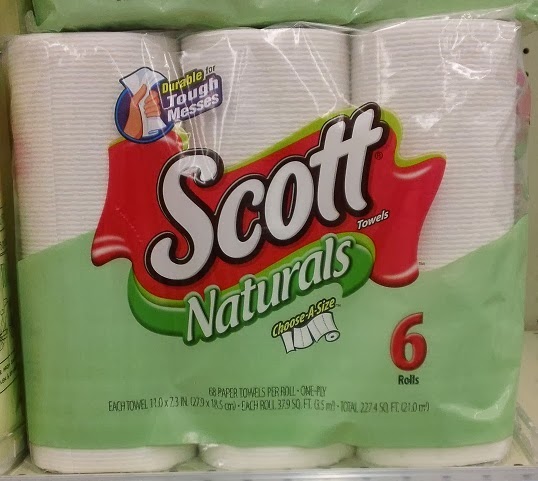 Durable for
Tough
Messes
Scott®
Towels
Naturals
Choose-A-Size™
6
Rolls
68 PAPER TOWELS PER ROLL • ONE-PLY
EACH TOWEL 11.0 x 7.3 IN. (27.9 x 18.5 cm) • EACH ROLL 37.9 SQ. FT. (3.5 m²) • TOTAL 227.4 SQ. FT. (21.0 m²)